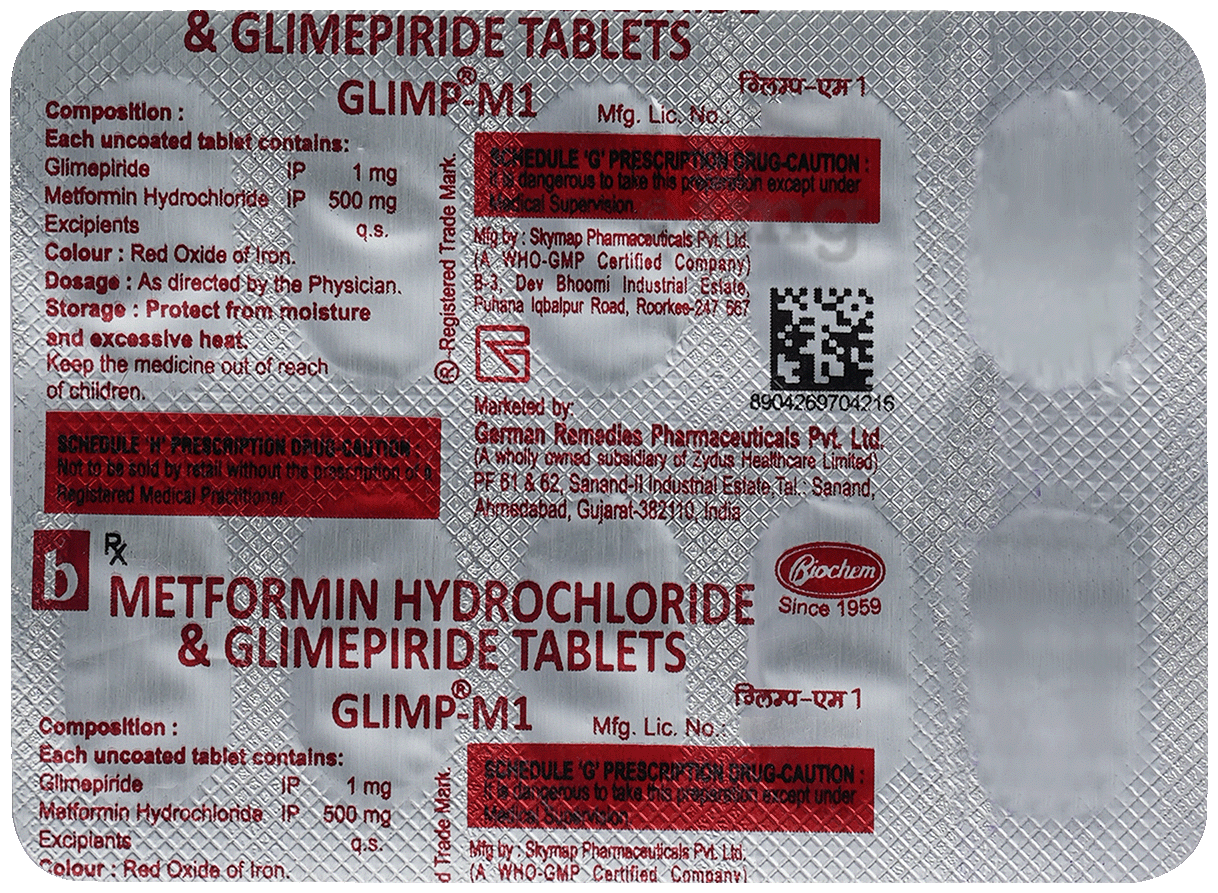 & GLIMEPIRIDE TABLETS
GLIMP®-M1
ग्लिम्प-एम 1
Mfg. Lic. No.:
Composition :
Each uncoated tablet contains:
Glimepiride IP 1 mg
Metformin Hydrochloride IP 500 mg
Excipients q.s.
Colour : Red Oxide of Iron.
Dosage : As directed by the Physician.
Storage : Protect from moisture
and excessive heat.
Keep the medicine out of reach
of children.
®-Registered Trade Mark.
SCHEDULE 'G' PRESCRIPTION DRUG-CAUTION :
It is dangerous to take this preparation except under
Medical Supervision.
Mfg by : Skymap Pharmaceuticals Pvt. Ltd.
(A WHO-GMP Certified Company)
B-3, Dev Bhoomi Industrial Estate,
Puhana Iqbalpur Road, Roorkee-247 667
8904269704216
Marketed by:
German Remedies Pharmaceuticals Pvt. Ltd.
(A wholly owned subsidiary of Zydus Healthcare Limited)
PF 61 & 62, Sanand-II Industrial Estate,Tal.: Sanand,
Ahmedabad, Gujarat-382110, India
SCHEDULE 'H' PRESCRIPTION DRUG-CAUTION :
Not to be sold by retail without the prescription of a
Registered Medical Practitioner.
b
Rx
METFORMIN HYDROCHLORIDE
& GLIMEPIRIDE TABLETS
GLIMP®-M1
Biochem
Since 1959
ग्लिम्प-एम 1
Mfg. Lic. No.:
Composition :
Each uncoated tablet contains:
Glimepiride IP 1 mg
Metformin Hydrochloride IP 500 mg
Excipients q.s.
Colour : Red Oxide of Iron.
d Trade Mark.
SCHEDULE 'G' PRESCRIPTION DRUG-CAUTION :
It is dangerous to take this preparation except under
Medical Supervision.
Mfg by : Skymap Pharmaceuticals Pvt. Ltd.
(A WHO-GMP Certified Company)